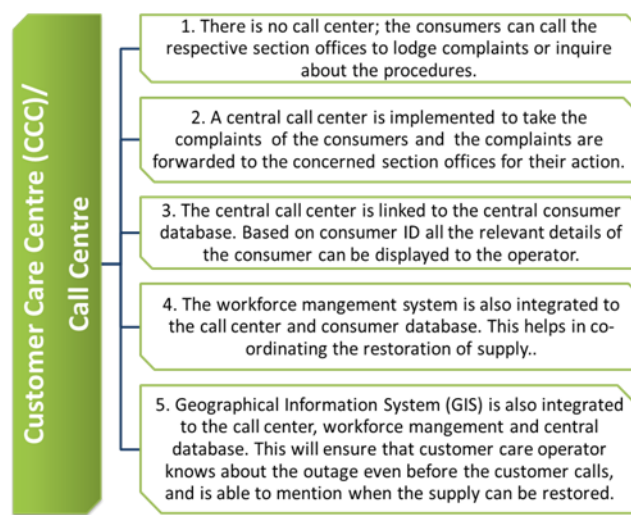 Customer Care Centre (CCC)/
Call Centre
1. There is no call center; the consumers can call the
respective section offices to lodge complaints or inquire
about the procedures.
2. A central call center is implemented to take the
complaints of the consumers and the complaints are
forwarded to the concerned section offices for their action.
3. The central call center is linked to the central consumer
database. Based on consumer ID all the relevant details of
the consumer can be displayed to the operator.
4. The workforce mangement system is also integrated to
the call center and consumer database. This helps in co-
ordinating the restoration of supply..
5. Geographical Information System (GIS) is also integrated
to the call center, workforce mangement and central
database. This will ensure that customer care operator
knows about the outage even before the customer calls,
and is able to mention when the supply can be restored.